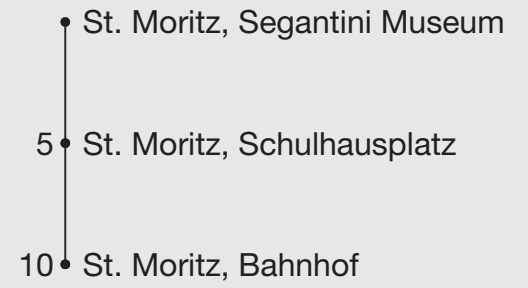 St. Moritz, Segantini Museum
5 St. Moritz, Schulhausplatz
10 St. Moritz, Bahnhof